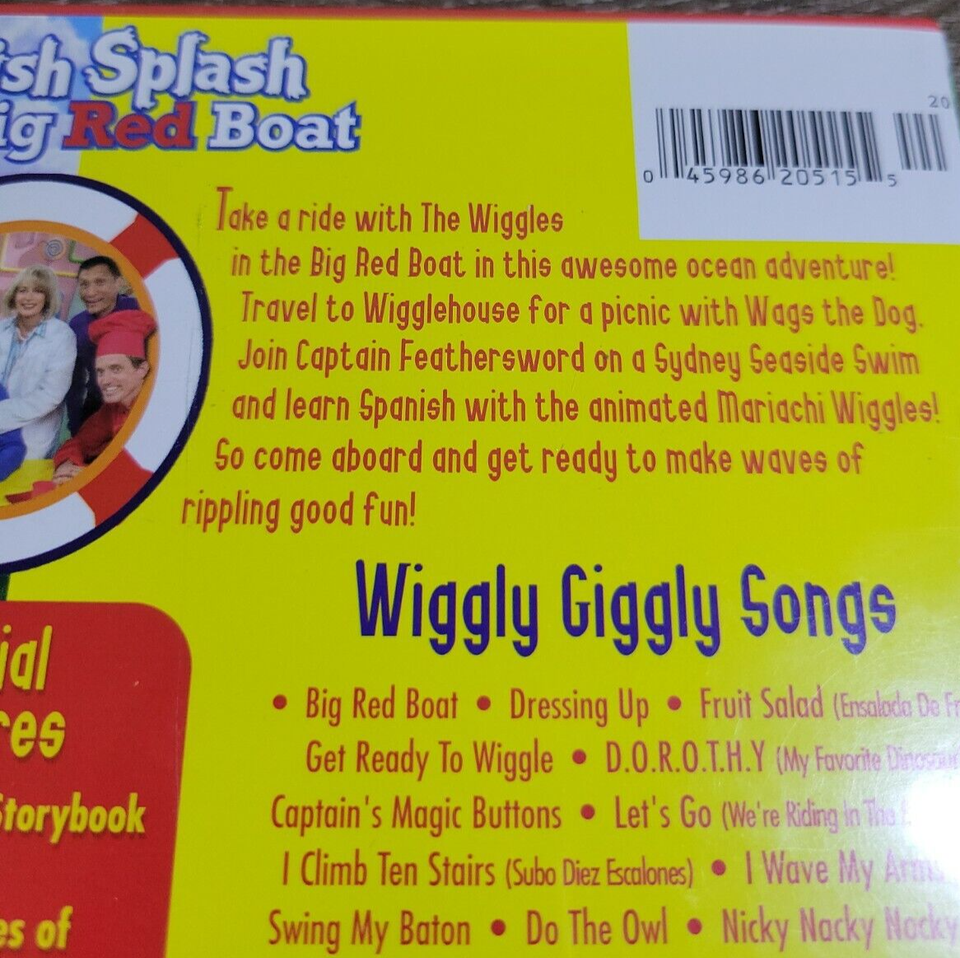 ish Splash
ig Red Boat
20
0 45986 20515 5
Take a ride with The Wiggles
in the Big Red Boat in this awesome ocean adventure!
Travel to Wigglehouse for a picnic with Wags the Dog.
Join Captain Feathersword on a Sydney Seaside Swim
and learn Spanish with the animated Mariachi Wiggles!
So come aboard and get ready to make waves of
rippling good fun!
Wiggly Giggly Songs
• Big Red Boat • Dressing Up • Fruit Salad (Ensalada De Fr
Get Ready To Wiggle • D.O.R.O.T.H.Y (My Favorite Dinosaur
Captain's Magic Buttons • Let's Go (We're Riding In The
I Climb Ten Stairs (Subo Diez Escalones) • I Wave My Arms
Swing My Baton • Do The Owl • Nicky Nacky Nocky
ial
res
Storybook
es of